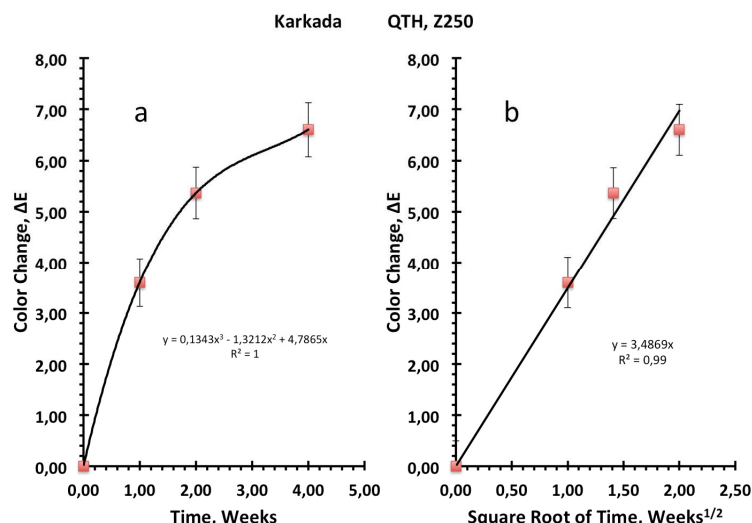 Karkada QTH, Z250
a
Color Change, ΔE
8,00
7,00
6,00
5,00
4,00
3,00
2,00
1,00
0,00
y = 0,1343x³ - 1,3212x² + 4,7865x
R² = 1
0,00 1,00 2,00 3,00 4,00 5,00
Time, Weeks
b
Color Change, ΔE
8,00
7,00
6,00
5,00
4,00
3,00
2,00
1,00
0,00
y = 3,4869x
R² = 0,99
0,00 0,50 1,00 1,50 2,00 2,50
Square Root of Time, Weeks^1/2